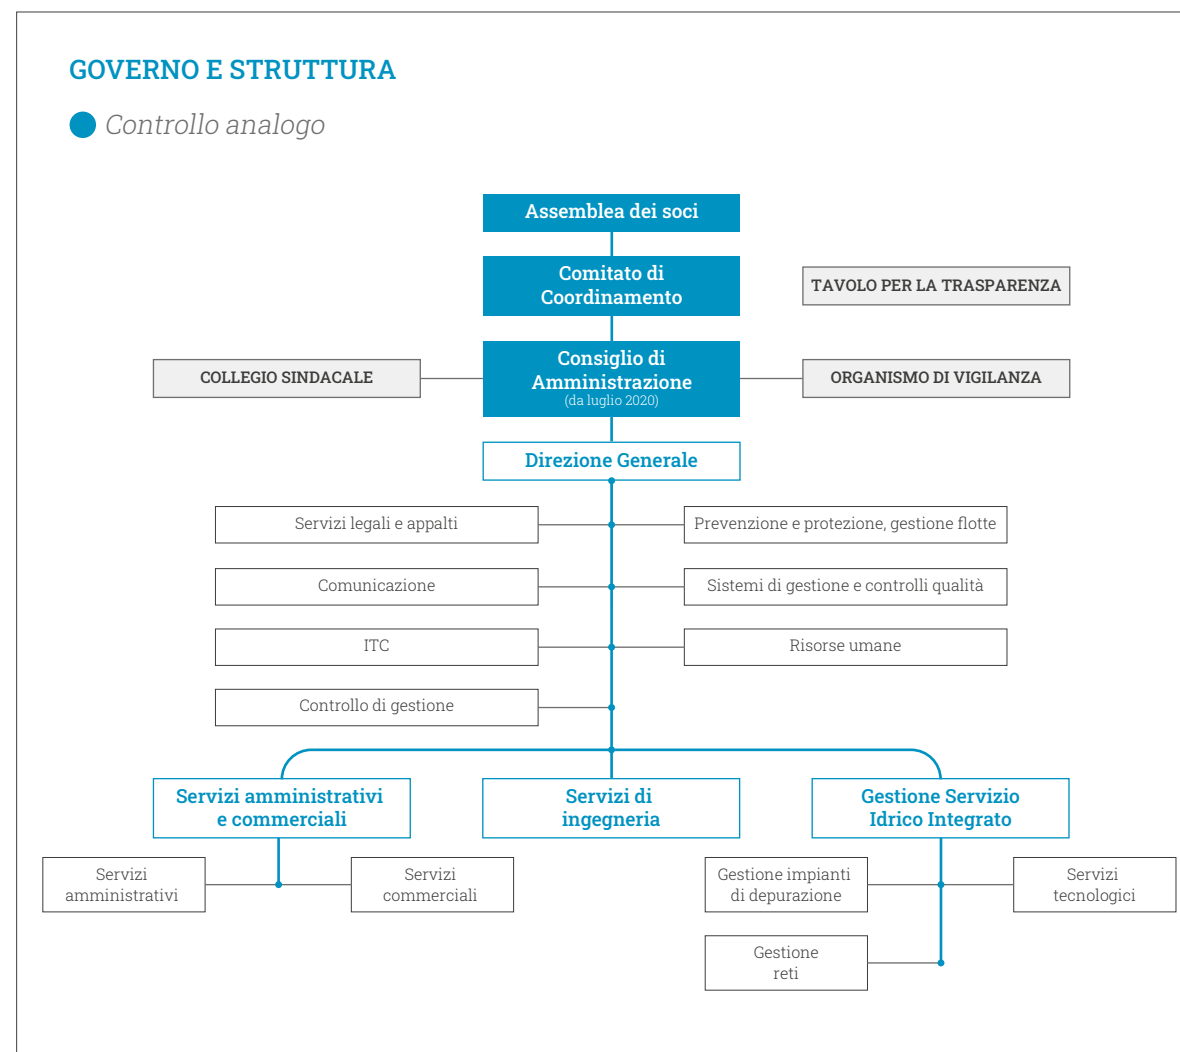 GOVERNO E STRUTTURA
Controllo analogo
Assemblea dei soci
Comitato di
Coordinamento
TAVOLO PER LA TRASPARENZA
COLLEGIO SINDACALE
Consiglio di
Amministrazione
(da luglio 2020)
ORGANISMO DI VIGILANZA
Direzione Generale
Servizi legali e appalti
Prevenzione e protezione, gestione flotte
Comunicazione
Sistemi di gestione e controlli qualità
ITC
Risorse umane
Controllo di gestione
Servizi amministrativi
e commerciali
Servizi di
ingegneria
Gestione Servizio
Idrico Integrato
Servizi
amministrativi
Servizi
commerciali
Gestione impianti
di depurazione
Servizi
tecnologici
Gestione
reti